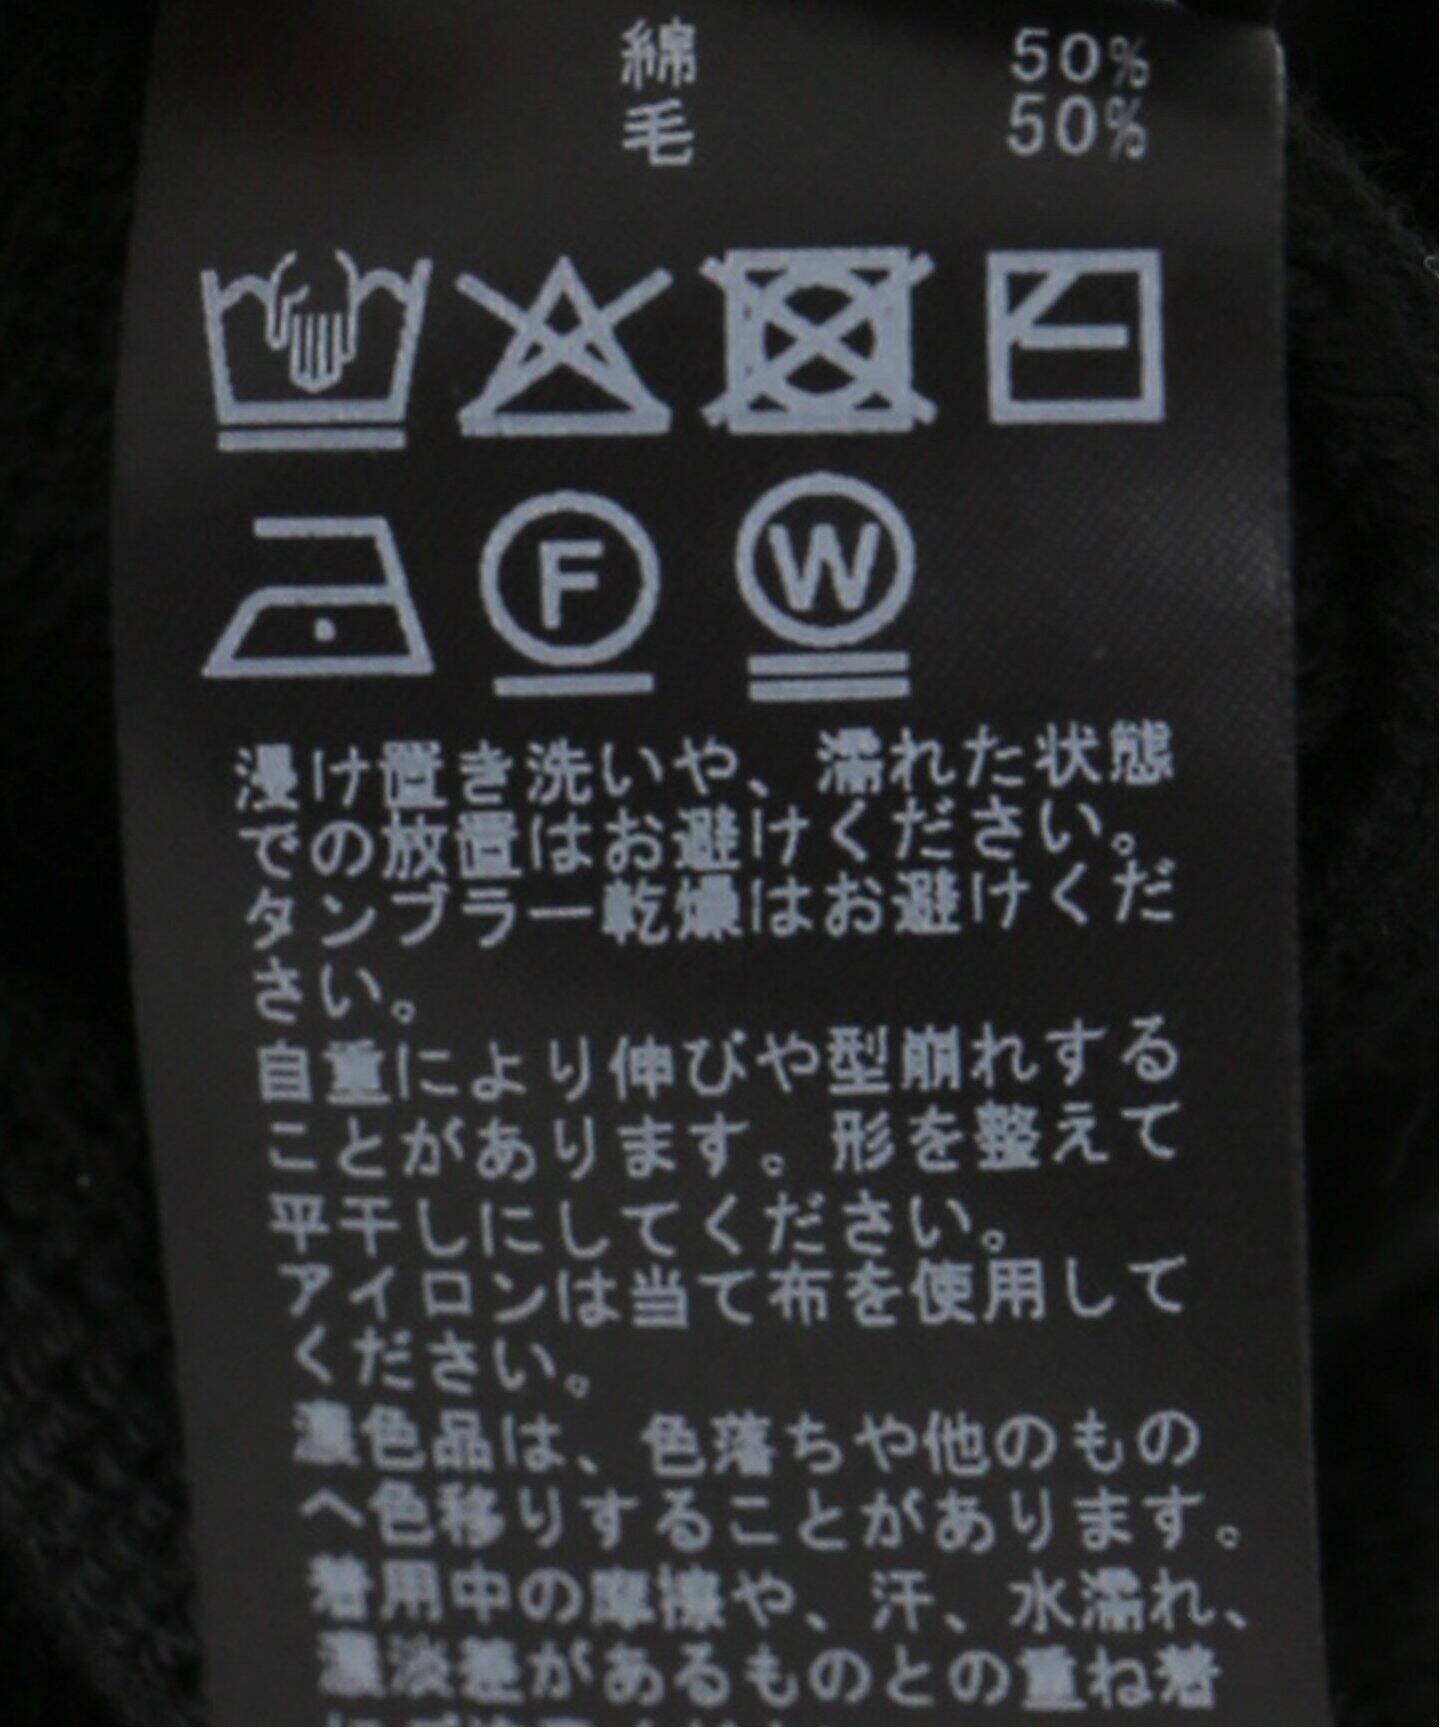 綿 50%
毛 50%
F W
浸け置き洗いや、濡れた状態
での放置はお避けください。
タンブラー乾燥はお避けくだ
さい。
自重により伸びや型崩れする
ことがあります。形を整えて
平干しにしてください。
アイロンは当て布を使用して
ください。
濃色品は、色落ちや他のもの
へ色移りすることがあります。
着用中の摩擦や、汗、水濡れ、
濃淡差があるものとの重ね着